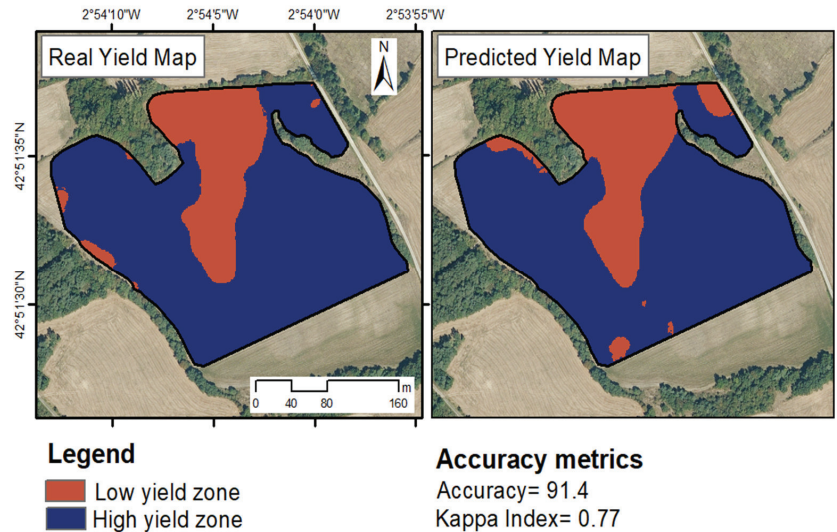 2°54'10"W 2°54'5"W 2°54'0"W 2°53'55"W
Real Yield Map
N
Predicted Yield Map
42°51'35"N
42°51'30"N
m
0 40 80 160
Legend
Low yield zone
High yield zone
Accuracy metrics
Accuracy= 91.4
Kappa Index= 0.77